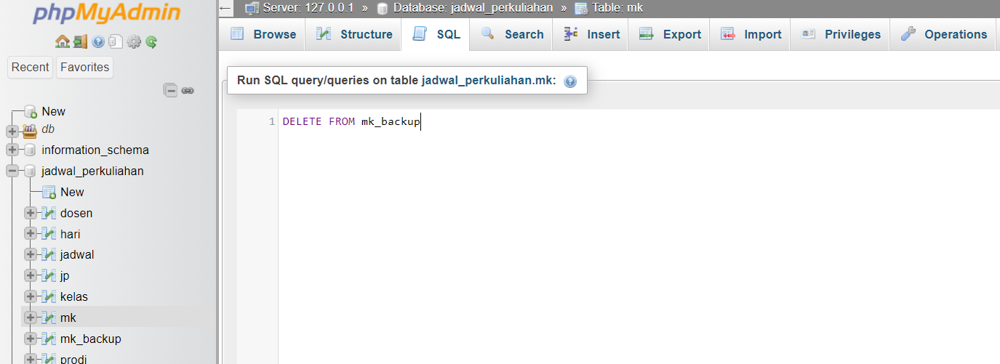 phpMyAdmin
Recent Favorites
New
db
information_schema
jadwal_perkuliahan
New
dosen
hari
jadwal
jp
kelas
mk
mk_backup
prodi
Server: 127.0.0.1 » Database: jadwal_perkuliahan » Table: mk
Browse Structure SQL Search Insert Export Import Privileges Operations
Run SQL query/queries on table jadwal_perkuliahan.mk:
1 DELETE FROM mk_backup